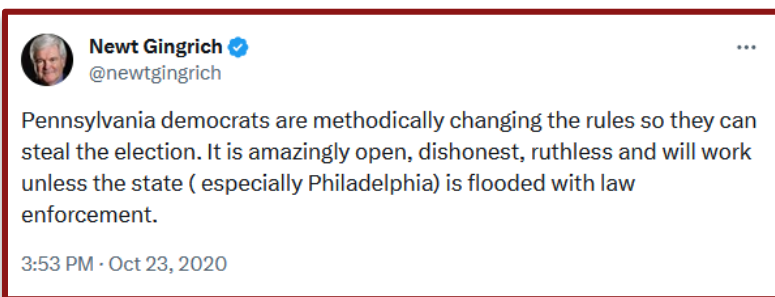 Newt Gingrich
@newtgingrich
Pennsylvania democrats are methodically changing the rules so they can
steal the election. It is amazingly open, dishonest, ruthless and will work
unless the state ( especially Philadelphia) is flooded with law
enforcement.
3:53 PM · Oct 23, 2020